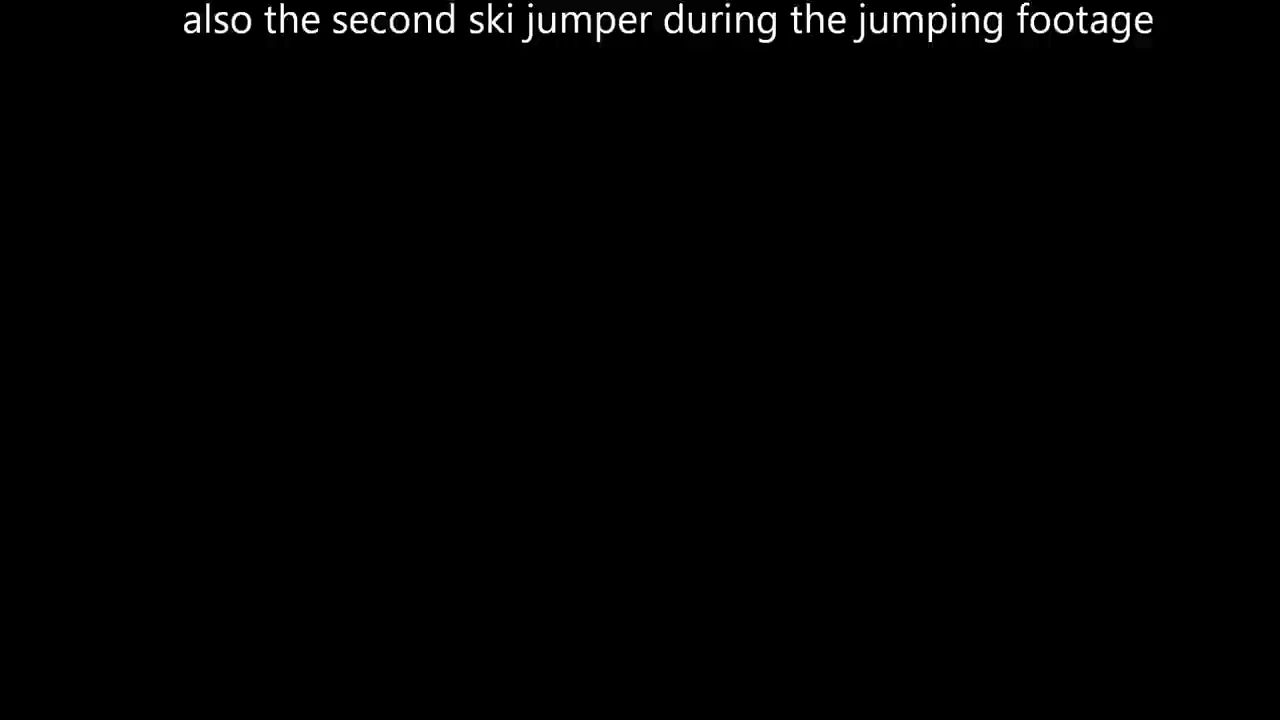 also the second ski jumper during the jumping footage